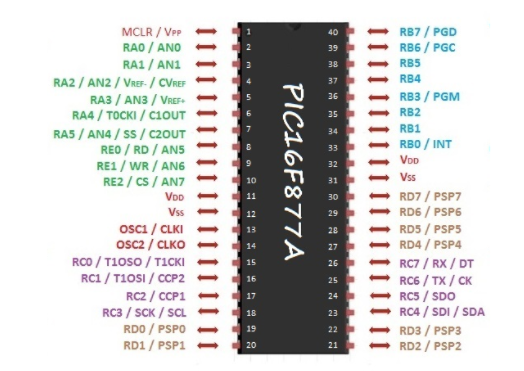 MCLR / VPP 1 40 RB7 / PGD
RA0 / AN0 2 39 RB6 / PGC
RA1 / AN1 3 38 RB5
RA2 / AN2 / VREF- / CVREF 4 37 RB4
RA3 / AN3 / VREF+ 5 36 RB3 / PGM
RA4 / T0CKI / C1OUT 6 35 RB2
RA5 / AN4 / SS / C2OUT 7 34 RB1
RE0 / RD / AN5 8 33 RB0 / INT
RE1 / WR / AN6 9 32 VDD
RE2 / CS / AN7 10 31 VSS
VDD 11 30 RD7 / PSP7
VSS 12 29 RD6 / PSP6
OSC1 / CLKI 13 28 RD5 / PSP5
OSC2 / CLKO 14 27 RD4 / PSP4
RC0 / T1OSO / T1CKI 15 26 RC7 / RX / DT
RC1 / T1OSI / CCP2 16 25 RC6 / TX / CK
RC2 / CCP1 17 24 RC5 / SDO
RC3 / SCK / SCL 18 23 RC4 / SDI / SDA
RD0 / PSP0 19 22 RD3 / PSP3
RD1 / PSP1 20 21 RD2 / PSP2
PIC16F877A